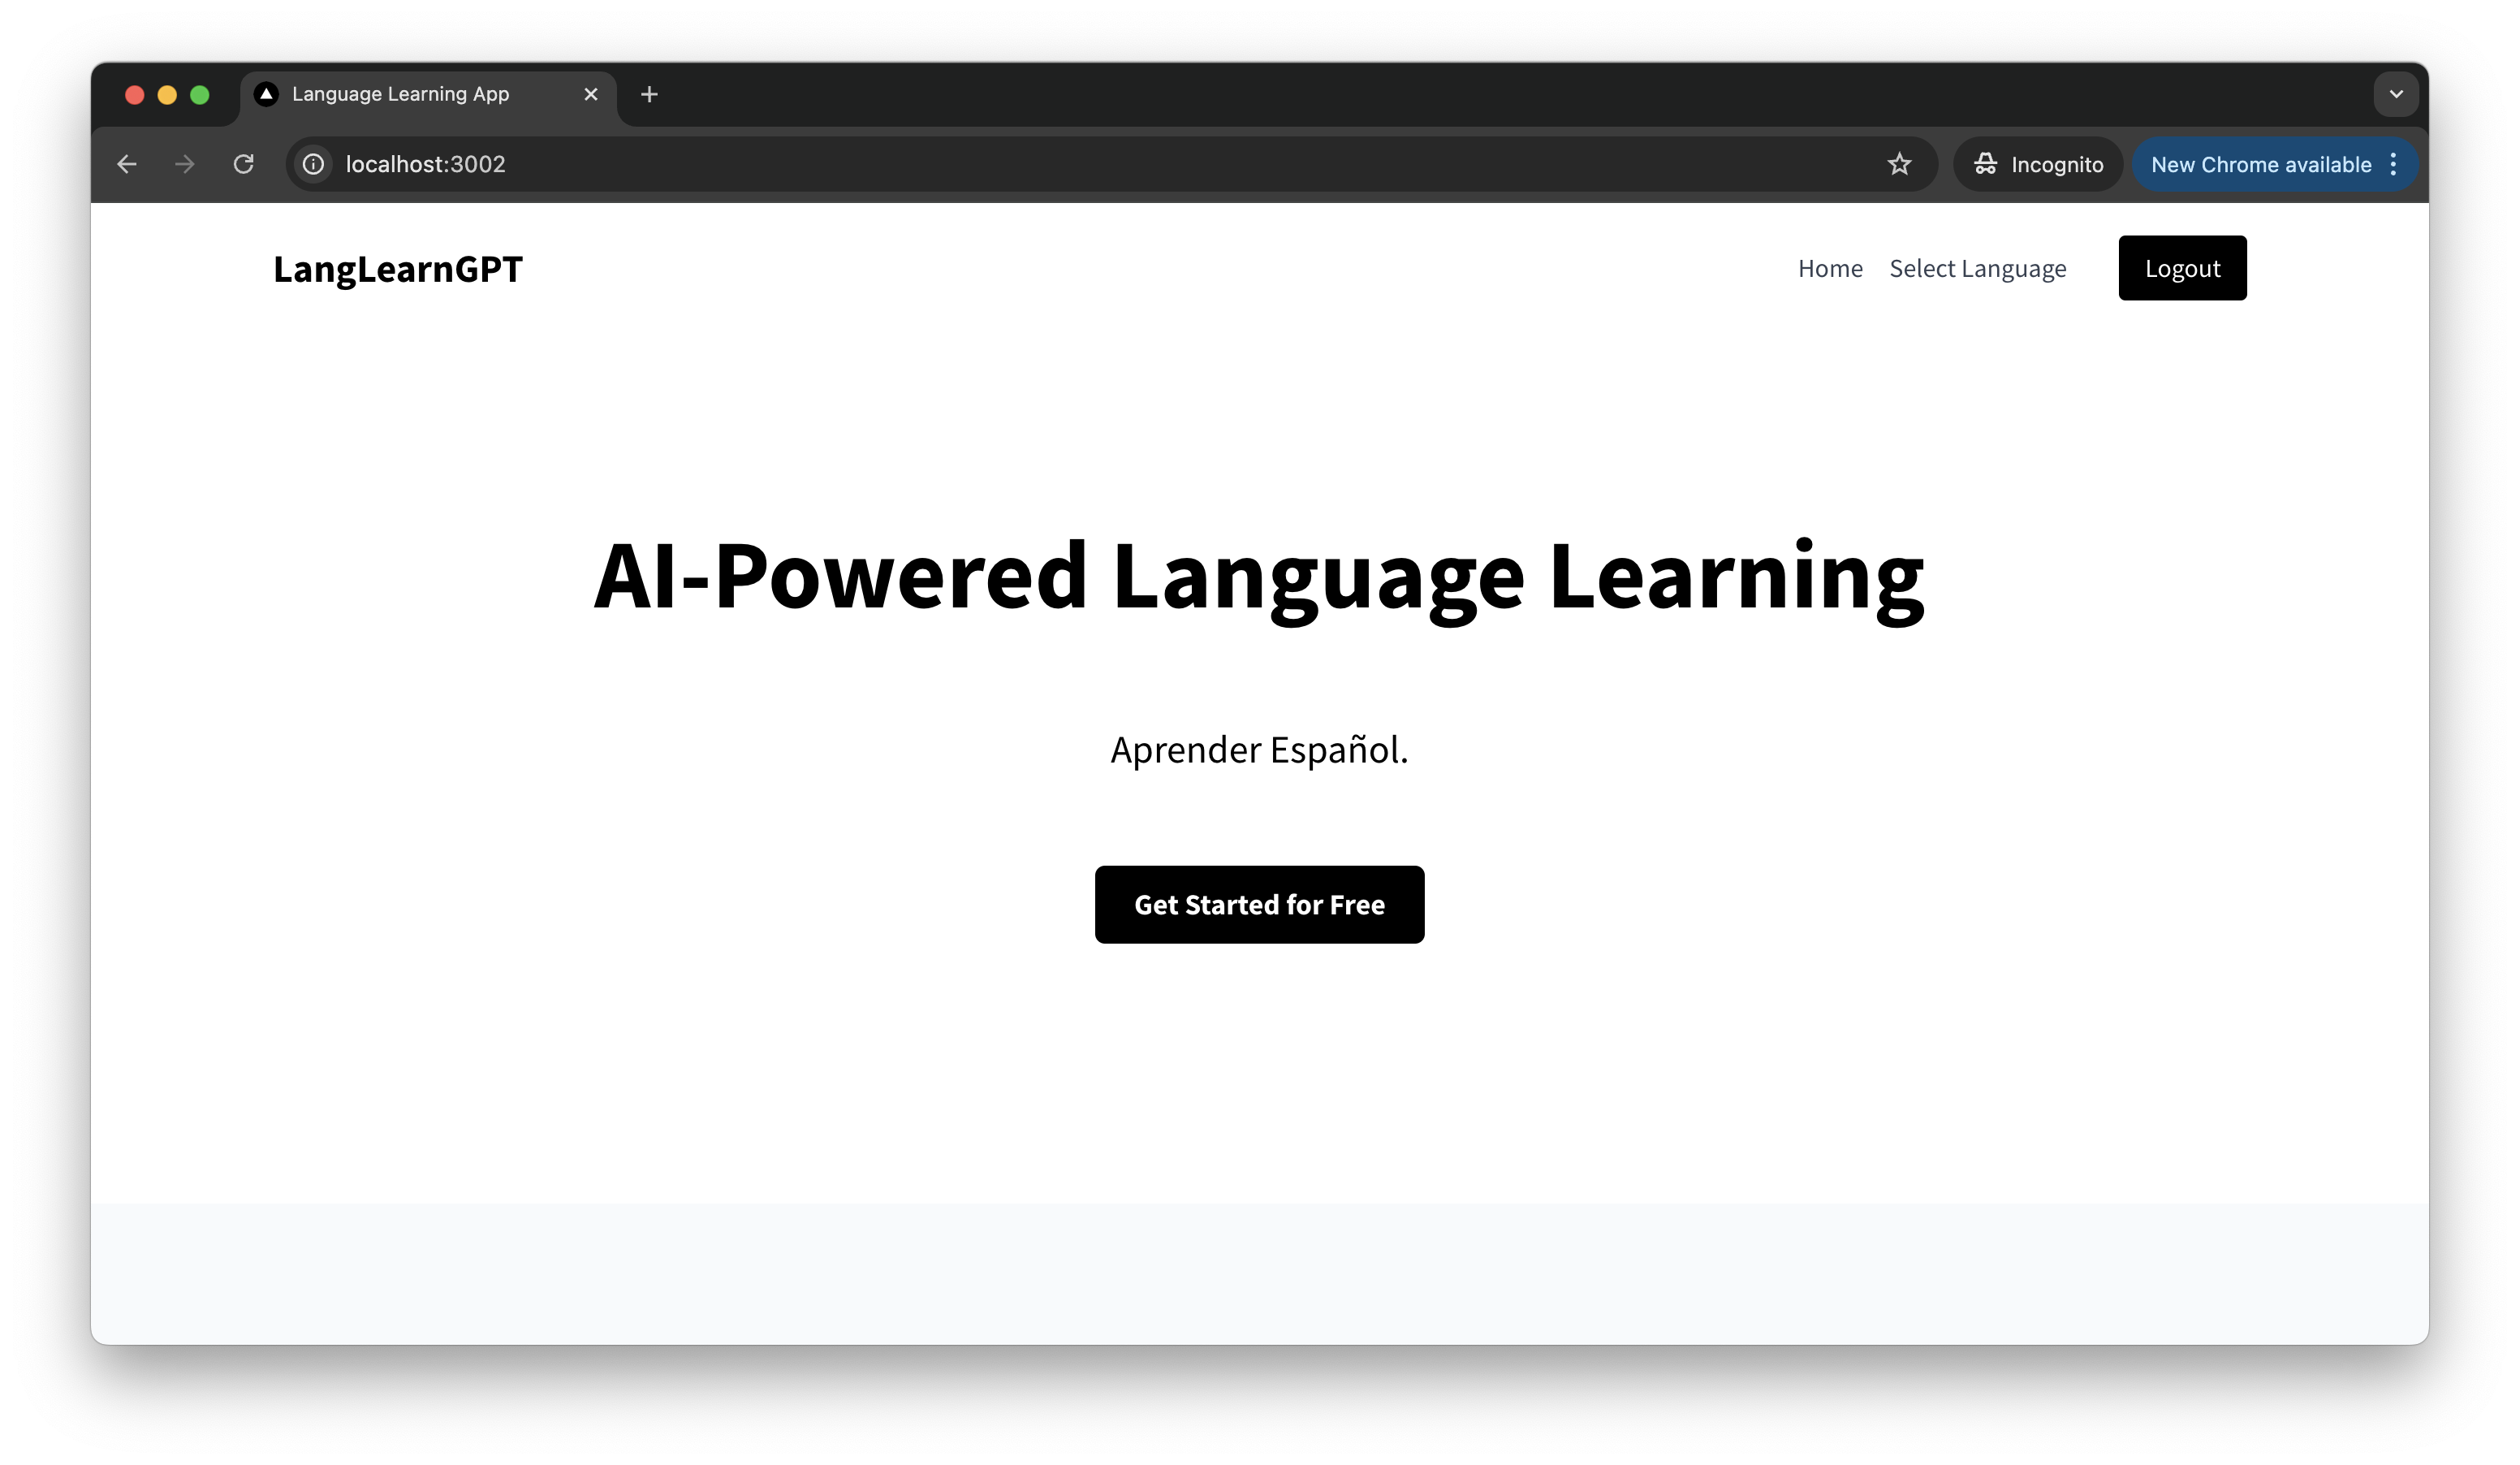 Language Learning App
localhost:3002
Incognito
New Chrome available
LangLearnGPT
Home
Select Language
Logout
AI-Powered Language Learning
Aprender Español.
Get Started for Free